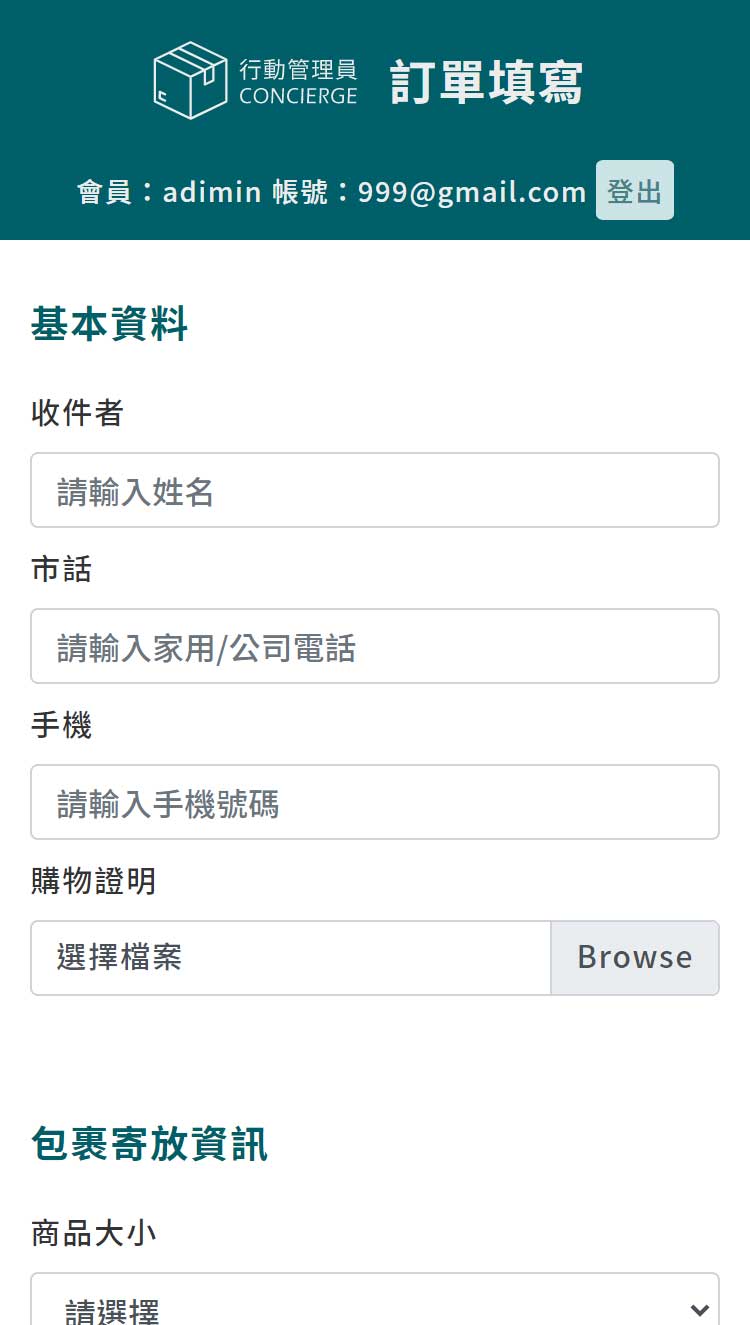 行動管理員
CONCIERGE
訂單填寫
會員：adimin 帳號：999@gmail.com 登出
基本資料
收件者
請輸入姓名
市話
請輸入家用/公司電話
手機
請輸入手機號碼
購物證明
選擇檔案 Browse
包裹寄放資訊
商品大小
請選擇